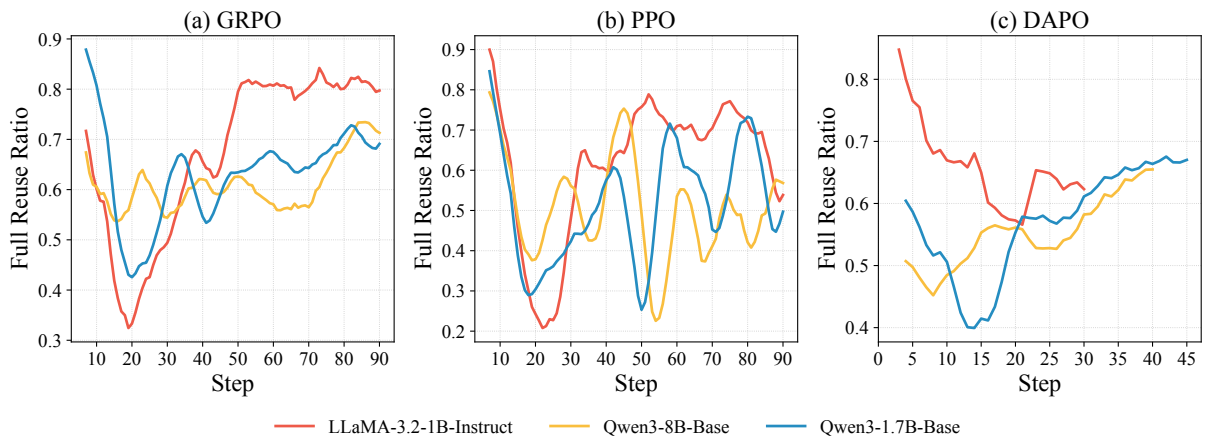 (a) GRPO
Full Reuse Ratio
0.9
0.8
0.7
0.6
0.5
0.4
0.3
10 20 30 40 50 60 70 80 90
Step
(b) PPO
Full Reuse Ratio
0.9
0.8
0.7
0.6
0.5
0.4
0.3
0.2
10 20 30 40 50 60 70 80 90
Step
(c) DAPO
Full Reuse Ratio
0.8
0.7
0.6
0.5
0.4
0 5 10 15 20 25 30 35 40 45
Step
LLaMA-3.2-1B-Instruct Qwen3-8B-Base Qwen3-1.7B-Base